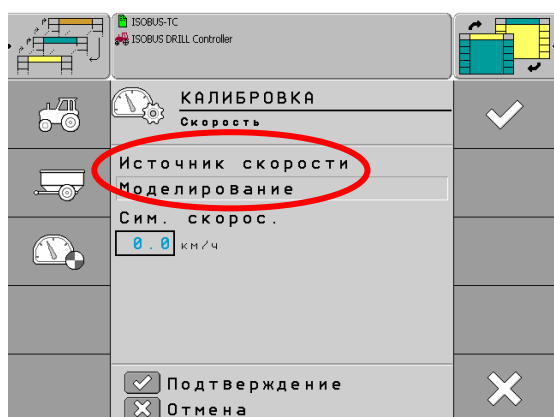 ISOBUS-TC
ISOBUS DRILL Controller
КАЛИБРОВКА
Скорость
Источник скорости
Моделирование
Сим. скорос.
0.0 км/ч
Подтверждение
Отмена